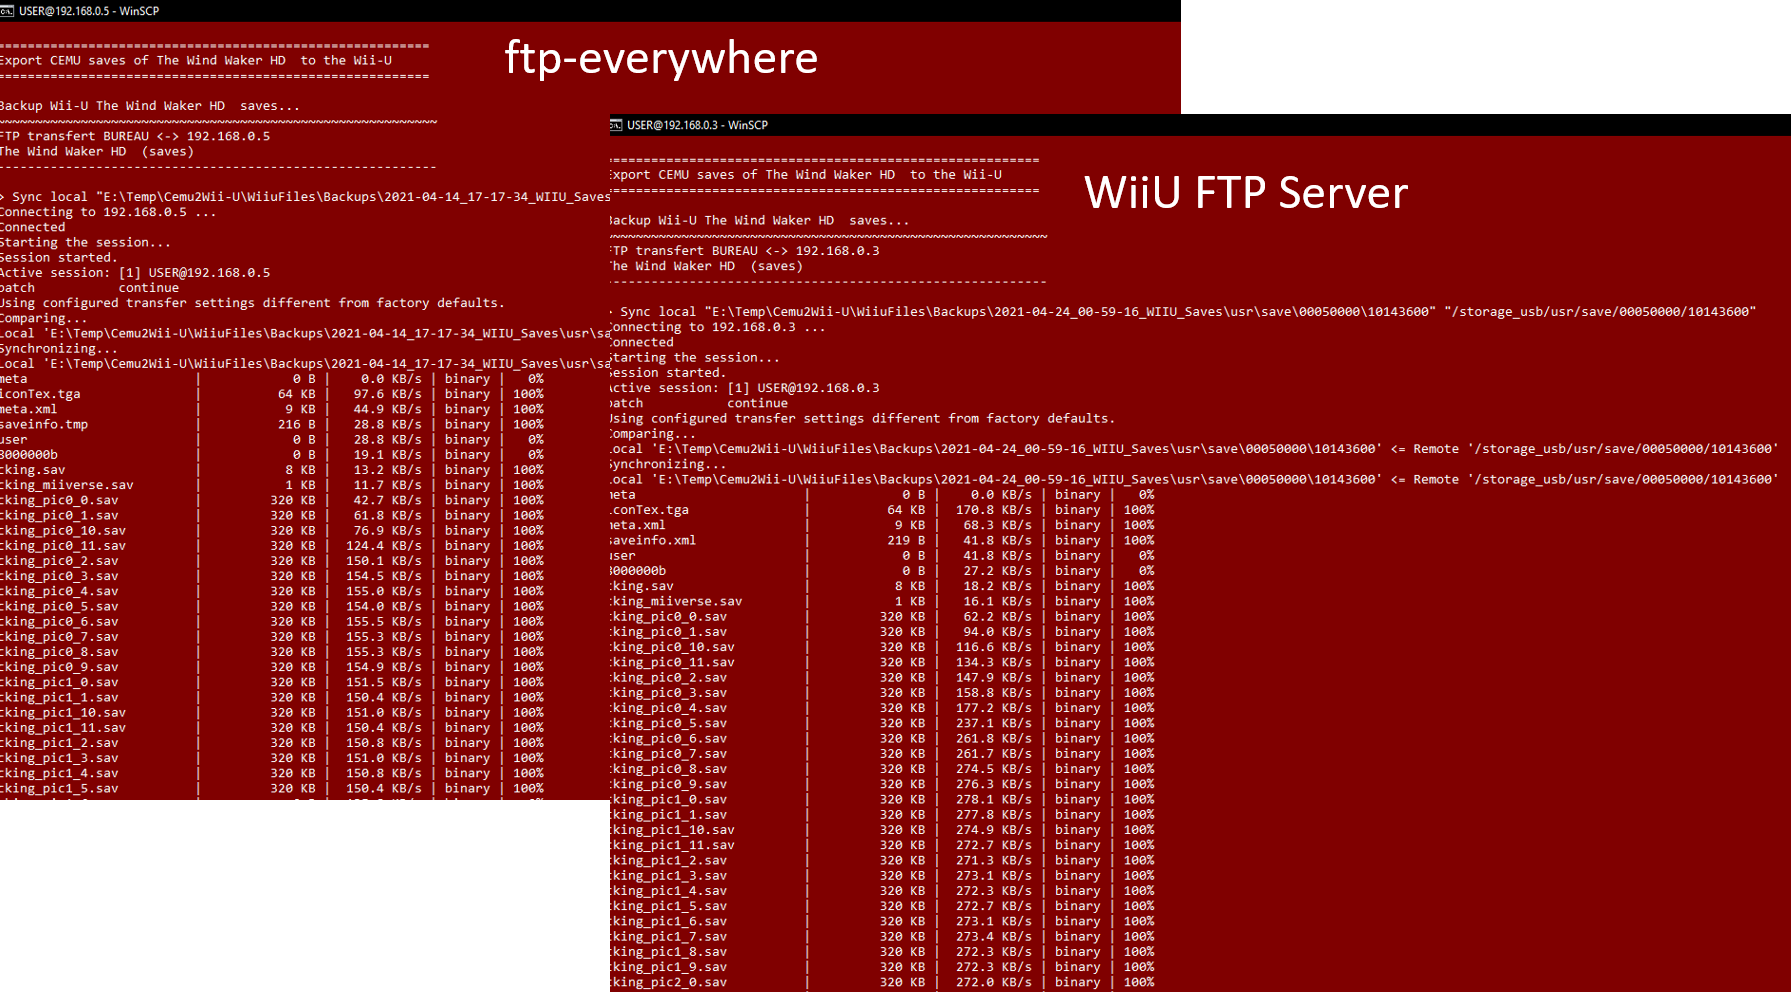 USER@192.168.0.5 - WinSCP
ftp-everywhere
=========================================================
Export CEMU saves of The Wind Waker HD  to the Wii-U
=========================================================
Backup Wii-U The Wind Waker HD  saves...
~~~~~~~~~~~~~~~~~~~~~~~~~~~~~~~~~~~~~~~~~~~~~~~~~~~~~~~~~~
FTP transfert BUREAU <-> 192.168.0.5
The Wind Waker HD  (saves)
----------------------------------------------------------
> Sync local "E:\Temp\Cemu2Wii-U\WiiuFiles\Backups\2021-04-14_17-17-34_WIIU_Saves
Connecting to 192.168.0.5 ...
Connected
Starting the session...
Session started.
Active session: [1] USER@192.168.0.5
batch           continue
Using configured transfer settings different from factory defaults.
Comparing...
Local 'E:\Temp\Cemu2Wii-U\WiiuFiles\Backups\2021-04-14_17-17-34_WIIU_Saves\usr\sa
Synchronizing...
Local 'E:\Temp\Cemu2Wii-U\WiiuFiles\Backups\2021-04-14_17-17-34_WIIU_Saves\usr\sa
meta | 0 B | 0.0 KB/s | binary | 0%
iconTex.tga | 64 KB | 97.6 KB/s | binary | 100%
meta.xml | 9 KB | 44.9 KB/s | binary | 100%
saveinfo.tmp | 216 B | 28.8 KB/s | binary | 100%
user | 0 B | 28.8 KB/s | binary | 0%
8000000b | 0 B | 19.1 KB/s | binary | 0%
cking.sav | 8 KB | 13.2 KB/s | binary | 100%
cking_miiverse.sav | 1 KB | 11.7 KB/s | binary | 100%
cking_pic0_0.sav | 320 KB | 42.7 KB/s | binary | 100%
cking_pic0_1.sav | 320 KB | 61.8 KB/s | binary | 100%
cking_pic0_10.sav | 320 KB | 76.9 KB/s | binary | 100%
cking_pic0_11.sav | 320 KB | 124.4 KB/s | binary | 100%
cking_pic0_2.sav | 320 KB | 150.1 KB/s | binary | 100%
cking_pic0_3.sav | 320 KB | 154.5 KB/s | binary | 100%
cking_pic0_4.sav | 320 KB | 155.0 KB/s | binary | 100%
cking_pic0_5.sav | 320 KB | 154.0 KB/s | binary | 100%
cking_pic0_6.sav | 320 KB | 155.5 KB/s | binary | 100%
cking_pic0_7.sav | 320 KB | 155.3 KB/s | binary | 100%
cking_pic0_8.sav | 320 KB | 155.3 KB/s | binary | 100%
cking_pic0_9.sav | 320 KB | 154.9 KB/s | binary | 100%
cking_pic1_0.sav | 320 KB | 151.5 KB/s | binary | 100%
cking_pic1_1.sav | 320 KB | 150.4 KB/s | binary | 100%
cking_pic1_10.sav | 320 KB | 151.0 KB/s | binary | 100%
cking_pic1_11.sav | 320 KB | 150.4 KB/s | binary | 100%
cking_pic1_2.sav | 320 KB | 150.8 KB/s | binary | 100%
cking_pic1_3.sav | 320 KB | 151.0 KB/s | binary | 100%
cking_pic1_4.sav | 320 KB | 150.8 KB/s | binary | 100%
cking_pic1_5.sav | 320 KB | 150.4 KB/s | binary | 100%
USER@192.168.0.3 - WinSCP
WiiU FTP Server
=========================================================
Export CEMU saves of The Wind Waker HD  to the Wii-U
=========================================================
Backup Wii-U The Wind Waker HD  saves...
~~~~~~~~~~~~~~~~~~~~~~~~~~~~~~~~~~~~~~~~~~~~~~~~~~~~~~~~~~
FTP transfert BUREAU <-> 192.168.0.3
The Wind Waker HD  (saves)
----------------------------------------------------------
> Sync local "E:\Temp\Cemu2Wii-U\WiiuFiles\Backups\2021-04-24_00-59-16_WIIU_Saves\usr\save\00050000\10143600" "/storage_usb/usr/save/00050000/10143600"
Connecting to 192.168.0.3 ...
Connected
Starting the session...
Session started.
Active session: [1] USER@192.168.0.3
batch           continue
Using configured transfer settings different from factory defaults.
Comparing...
Local 'E:\Temp\Cemu2Wii-U\WiiuFiles\Backups\2021-04-24_00-59-16_WIIU_Saves\usr\save\00050000\10143600' <= Remote '/storage_usb/usr/save/00050000/10143600'
Synchronizing...
Local 'E:\Temp\Cemu2Wii-U\WiiuFiles\Backups\2021-04-24_00-59-16_WIIU_Saves\usr\save\00050000\10143600' <= Remote '/storage_usb/usr/save/00050000/10143600'
meta | 0 B | 0.0 KB/s | binary | 0%
iconTex.tga | 64 KB | 170.8 KB/s | binary | 100%
meta.xml | 9 KB | 68.3 KB/s | binary | 100%
saveinfo.xml | 219 B | 41.8 KB/s | binary | 100%
user | 0 B | 41.8 KB/s | binary | 0%
8000000b | 0 B | 27.2 KB/s | binary | 0%
cking.sav | 8 KB | 18.2 KB/s | binary | 100%
cking_miiverse.sav | 1 KB | 16.1 KB/s | binary | 100%
cking_pic0_0.sav | 320 KB | 62.2 KB/s | binary | 100%
cking_pic0_1.sav | 320 KB | 94.0 KB/s | binary | 100%
cking_pic0_10.sav | 320 KB | 116.6 KB/s | binary | 100%
cking_pic0_11.sav | 320 KB | 134.3 KB/s | binary | 100%
cking_pic0_2.sav | 320 KB | 147.9 KB/s | binary | 100%
cking_pic0_3.sav | 320 KB | 158.8 KB/s | binary | 100%
cking_pic0_4.sav | 320 KB | 177.2 KB/s | binary | 100%
cking_pic0_5.sav | 320 KB | 237.1 KB/s | binary | 100%
cking_pic0_6.sav | 320 KB | 261.8 KB/s | binary | 100%
cking_pic0_7.sav | 320 KB | 261.7 KB/s | binary | 100%
cking_pic0_8.sav | 320 KB | 274.5 KB/s | binary | 100%
cking_pic0_9.sav | 320 KB | 276.3 KB/s | binary | 100%
cking_pic1_0.sav | 320 KB | 278.1 KB/s | binary | 100%
cking_pic1_1.sav | 320 KB | 277.8 KB/s | binary | 100%
cking_pic1_10.sav | 320 KB | 274.9 KB/s | binary | 100%
cking_pic1_11.sav | 320 KB | 272.7 KB/s | binary | 100%
cking_pic1_2.sav | 320 KB | 271.3 KB/s | binary | 100%
cking_pic1_3.sav | 320 KB | 273.1 KB/s | binary | 100%
cking_pic1_4.sav | 320 KB | 272.3 KB/s | binary | 100%
cking_pic1_5.sav | 320 KB | 272.7 KB/s | binary | 100%
cking_pic1_6.sav | 320 KB | 273.1 KB/s | binary | 100%
cking_pic1_7.sav | 320 KB | 273.4 KB/s | binary | 100%
cking_pic1_8.sav | 320 KB | 272.3 KB/s | binary | 100%
cking_pic1_9.sav | 320 KB | 272.3 KB/s | binary | 100%
cking_pic2_0.sav | 320 KB | 272.0 KB/s | binary | 100%